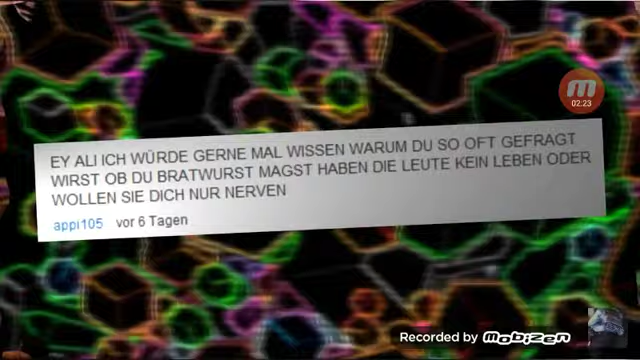 02:23
EY ALI ICH WÜRDE GERNE MAL WISSEN WARUM DU SO OFT GEFRAGT
WIRST OB DU BRATWURST MAGST HABEN DIE LEUTE KEIN LEBEN ODER
WOLLEN SIE DICH NUR NERVEN
appi105 vor 6 Tagen
Recorded by Mobizen